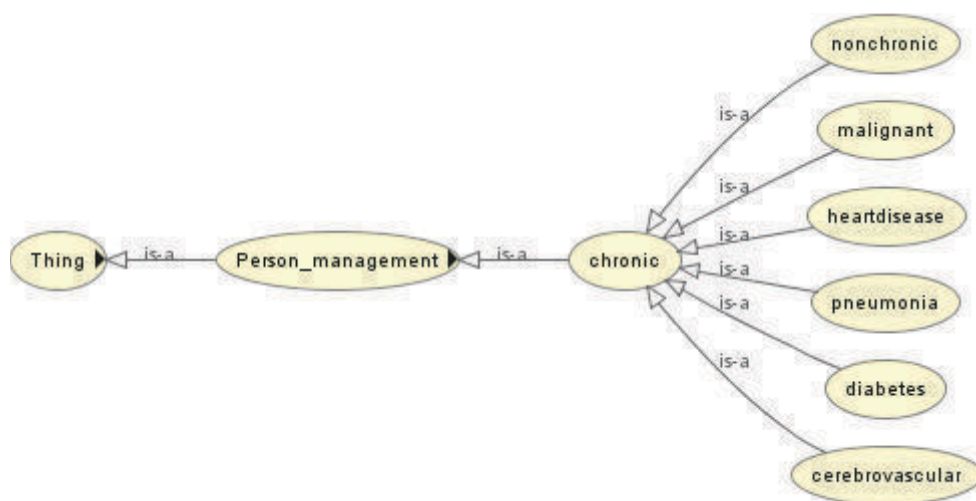 nonchronic
is-a
malignant
is-a
heartdisease
is-a
Thing
is-a
Person_management
is-a
chronic
is-a
pneumonia
is-a
diabetes
is-a
cerebrovascular